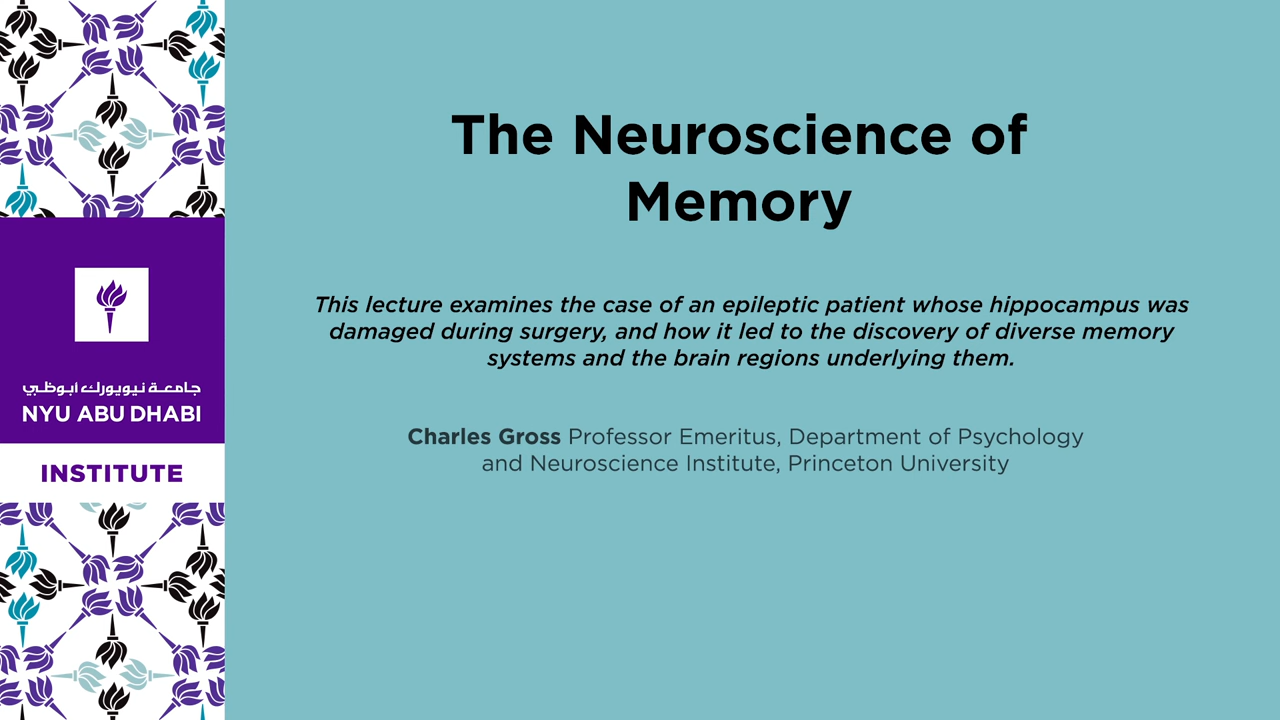 The Neuroscience of
Memory
This lecture examines the case of an epileptic patient whose hippocampus was
damaged during surgery, and how it led to the discovery of diverse memory
systems and the brain regions underlying them.
Charles Gross Professor Emeritus, Department of Psychology
and Neuroscience Institute, Princeton University
جامعة نيويورك أبوظبي
NYU ABU DHABI
INSTITUTE